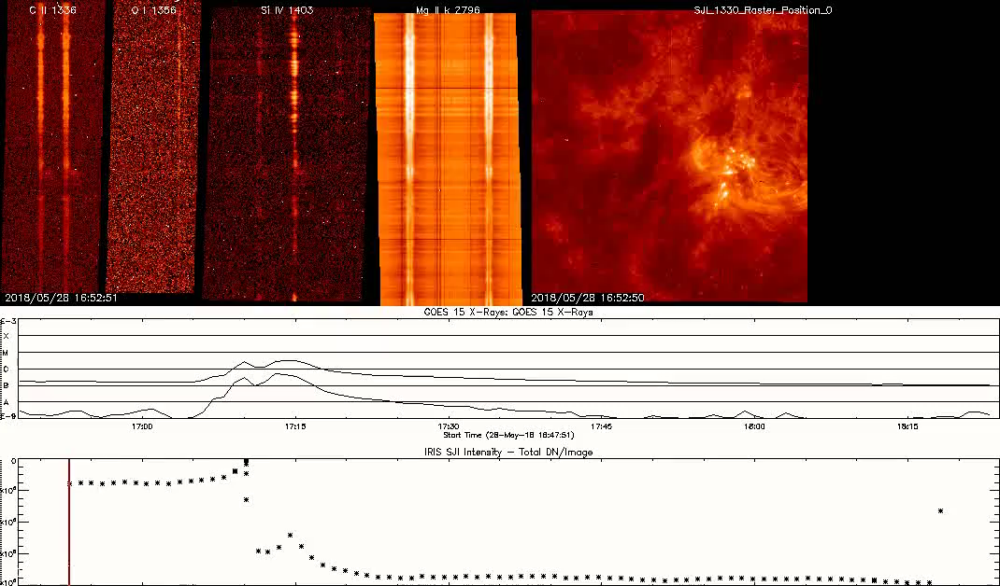 C II 1336
O I 1356
Si IV 1403
Mg II k 2796
SJI_1330_Raster_Position_0
2018/05/28 16:52:51
2018/05/28 16:52:50
GOES 15 X-Rays: GOES 15 X-Rays
X
M
C
B
A
E-9
17:00
17:15
17:30
17:45
18:00
18:15
Start Time (28-May-18 16:47:51)
IRIS SJI Intensity - Total DN/Image
0